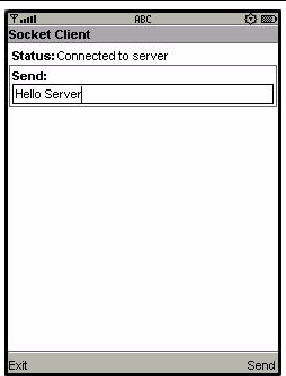 ABC
Socket Client
Status: Connected to server
Send:
Hello Server
Exit Send